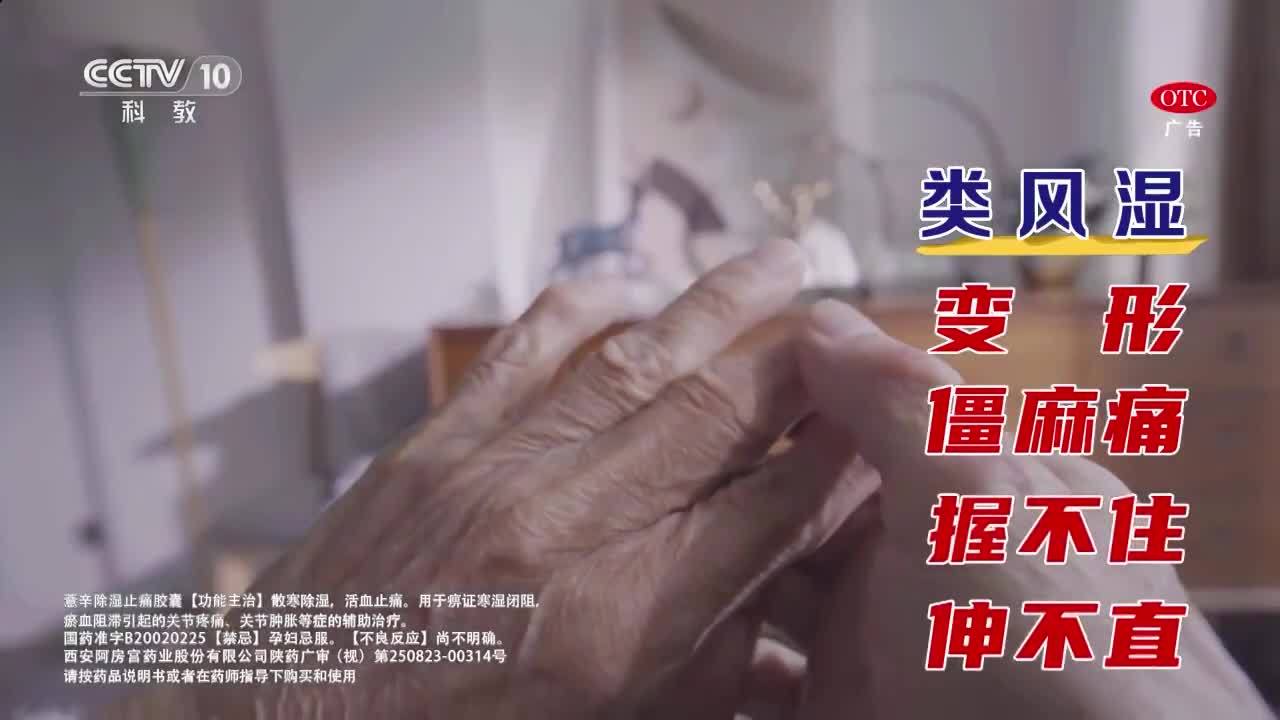 CCTV 10
科教
OTC
广告
类风湿
变形
僵麻痛
握不住
伸不直
薏辛除湿止痛胶囊【功能主治】散寒除湿，活血止痛。用于痹证寒湿闭阻，
瘀血阻滞引起的关节疼痛、关节肿胀等症的辅助治疗。
国药准字B20020225【禁忌】孕妇忌服。【不良反应】尚不明确。
西安阿房宫药业股份有限公司陕药广审（视）第250823-00314号
请按药品说明书或者在药师指导下购买和使用